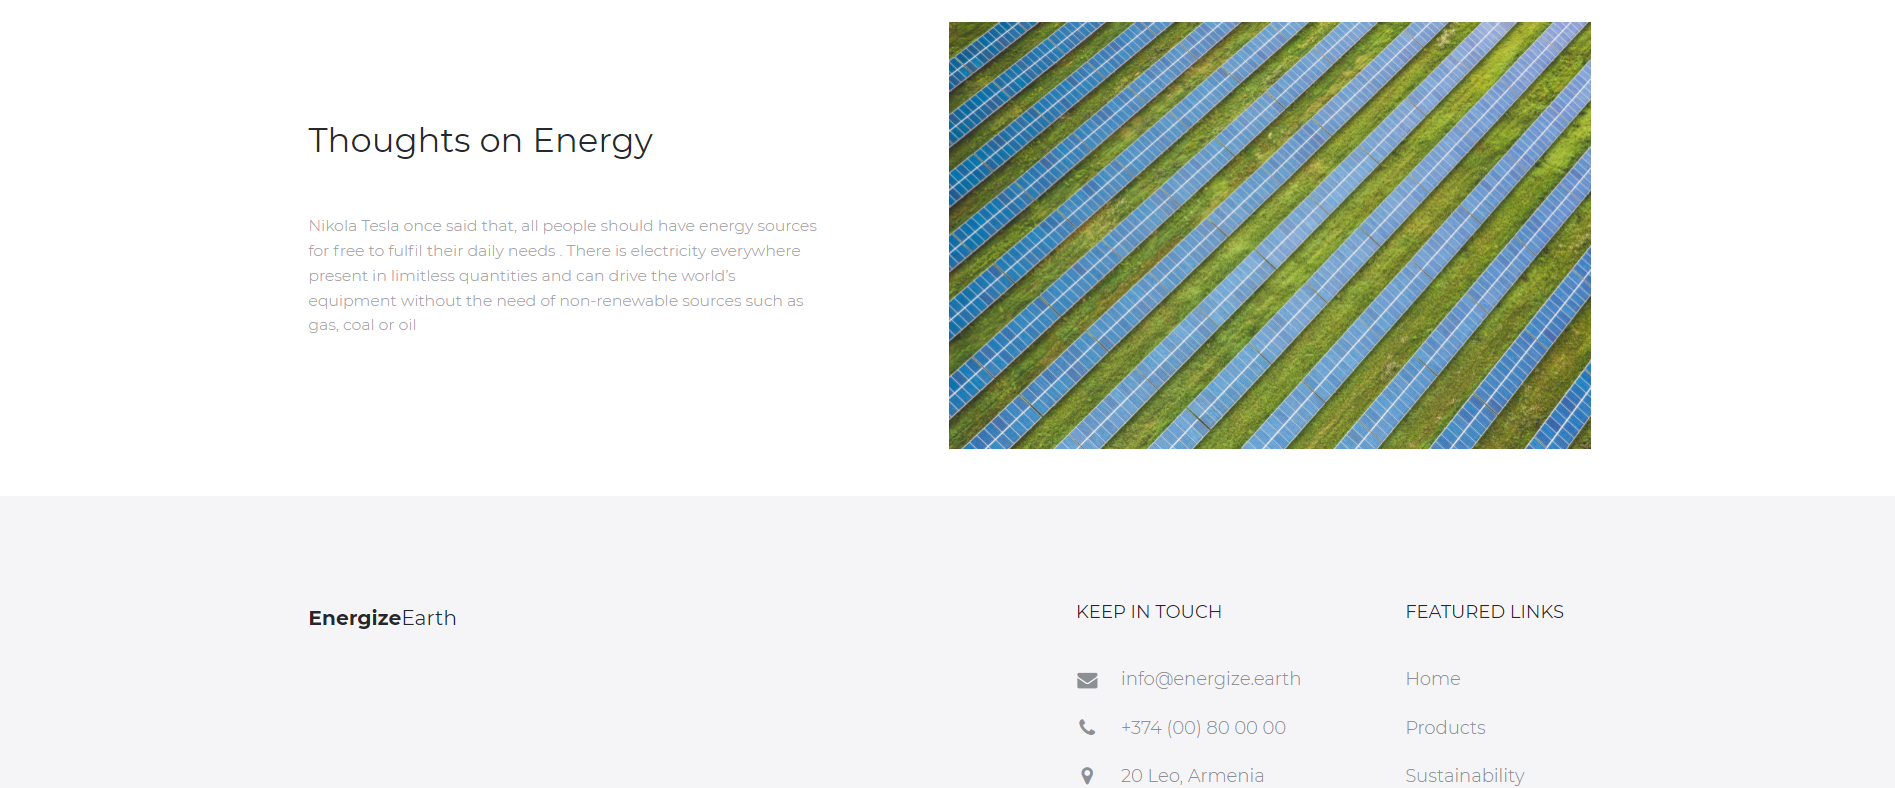 Thoughts on Energy
Nikola Tesla once said that, all people should have energy sources
for free to fulfil their daily needs . There is electricity everywhere
present in limitless quantities and can drive the world’s
equipment without the need of non-renewable sources such as
gas, coal or oil
EnergizeEarth
KEEP IN TOUCH
info@energize.earth
+374 (00) 80 00 00
20 Leo, Armenia
FEATURED LINKS
Home
Products
Sustainability